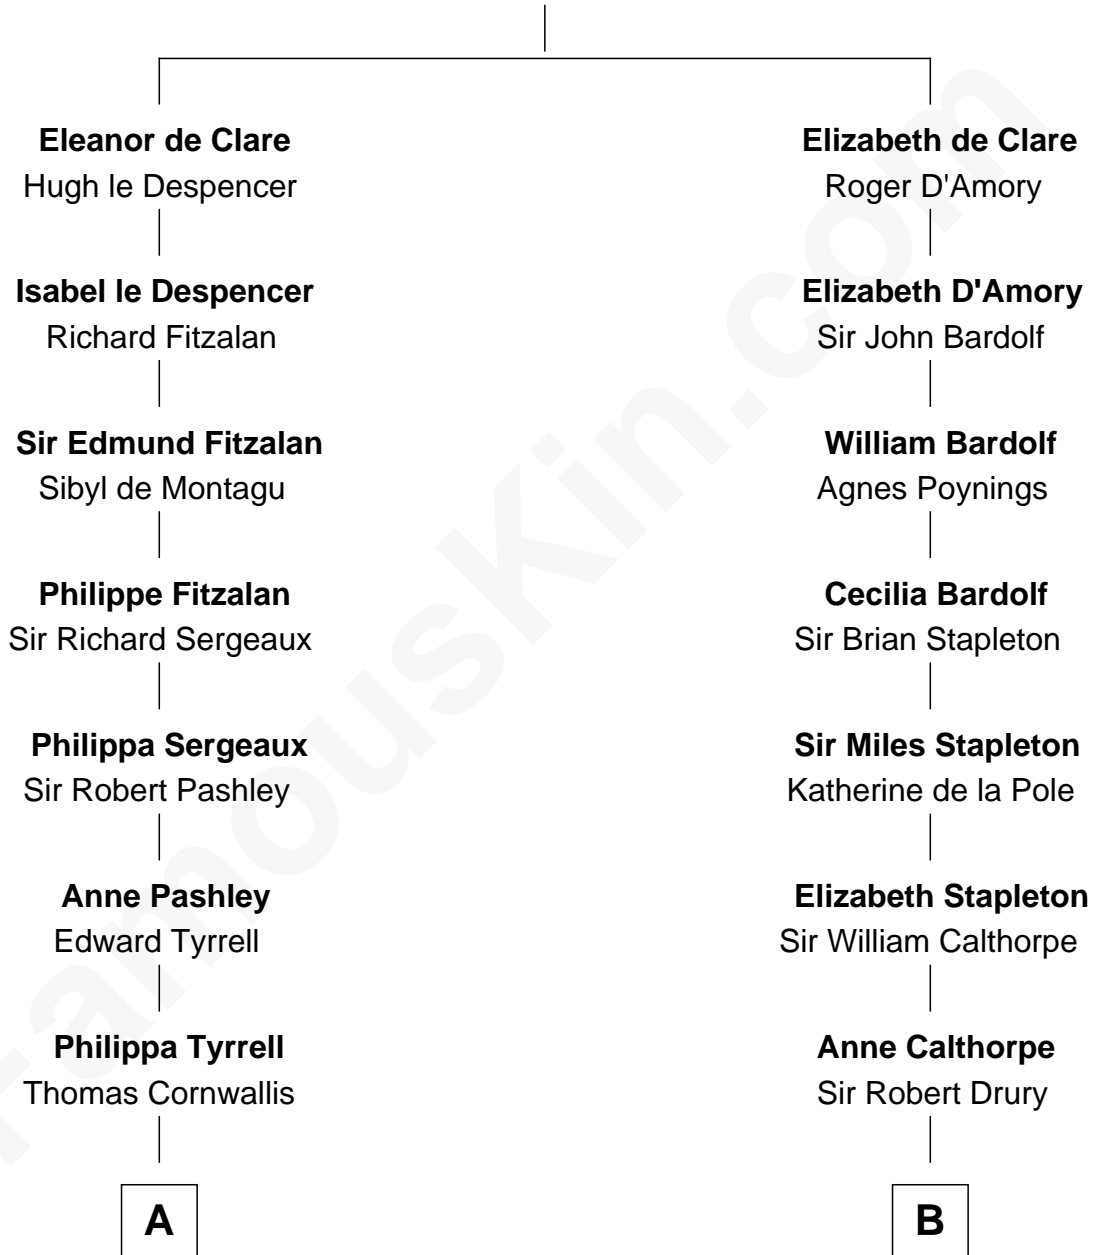 Eleanor de Clare
Hugh le Despencer
Isabel le Despencer
Richard Fitzalan
Sir Edmund Fitzalan
Sibyl de Montagu
Philippe Fitzalan
Sir Richard Sergeaux
Philippa Sergeaux
Sir Robert Pashley
Anne Pashley
Edward Tyrrell
Philippa Tyrrell
Thomas Cornwallis
A
Elizabeth de Clare
Roger D'Amory
Elizabeth D'Amory
Sir John Bardolf
William Bardolf
Agnes Poynings
Cecilia Bardolf
Sir Brian Stapleton
Sir Miles Stapleton
Katherine de la Pole
Elizabeth Stapleton
Sir William Calthorpe
Anne Calthorpe
Sir Robert Drury
B
FamousKin.com